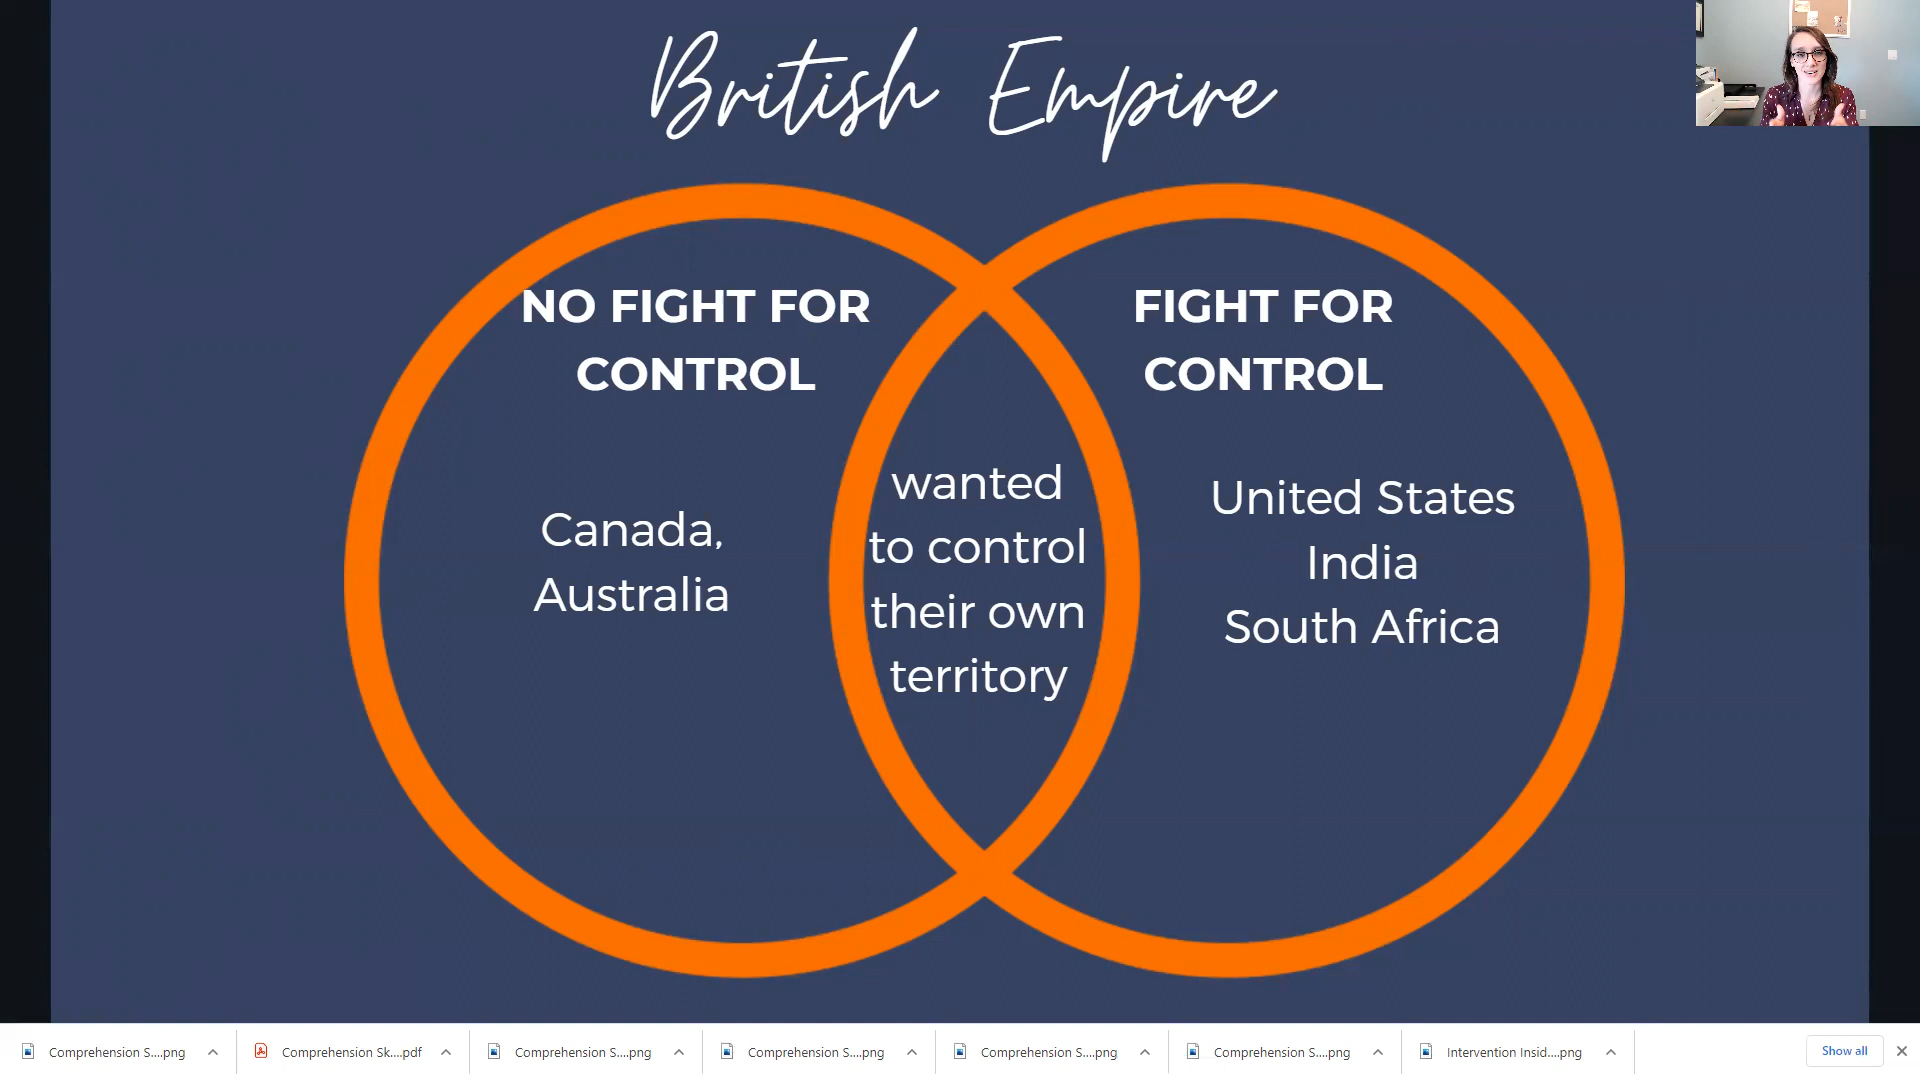 British Empire
NO FIGHT FOR
CONTROL
FIGHT FOR
CONTROL
Canada,
Australia
wanted
to control
their own
territory
United States
India
South Africa
Comprehension S....png
Comprehension Sk....pdf
Comprehension S....png
Comprehension S....png
Comprehension S....png
Comprehension S....png
Intervention Insid....png
Show all